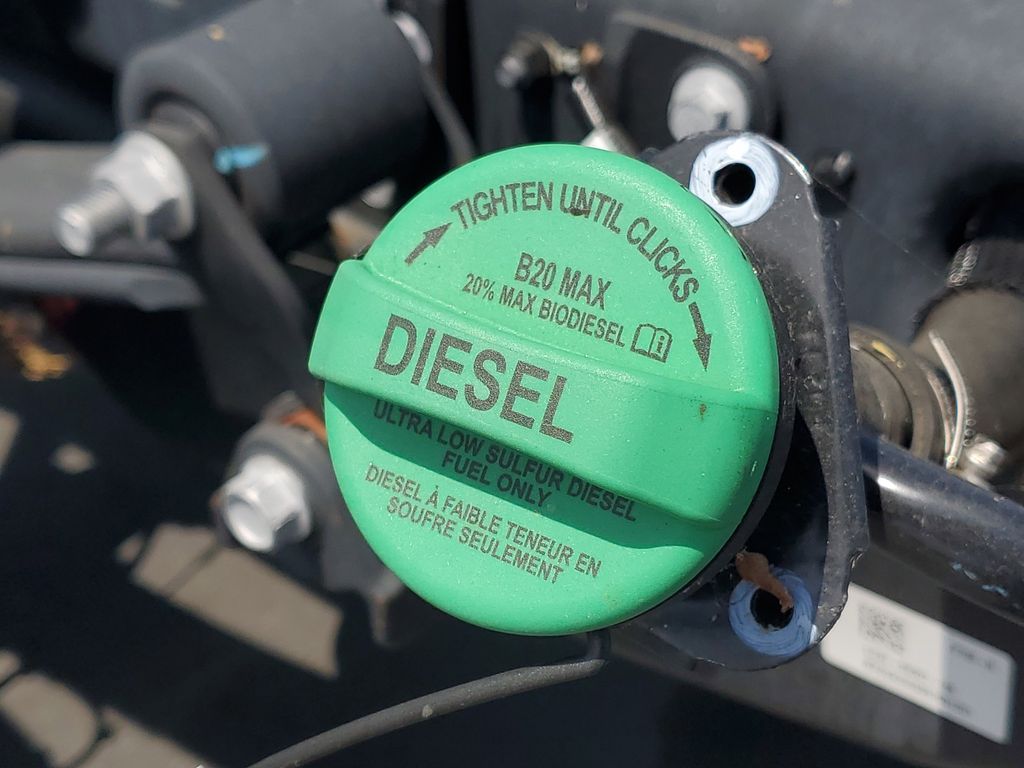 TIGHTEN UNTIL CLICKS
B20 MAX
20% MAX BIODIESEL
DIESEL
ULTRA LOW SULFUR DIESEL
FUEL ONLY
DIESEL À FAIBLE TENEUR EN
SOUFRE SEULEMENT